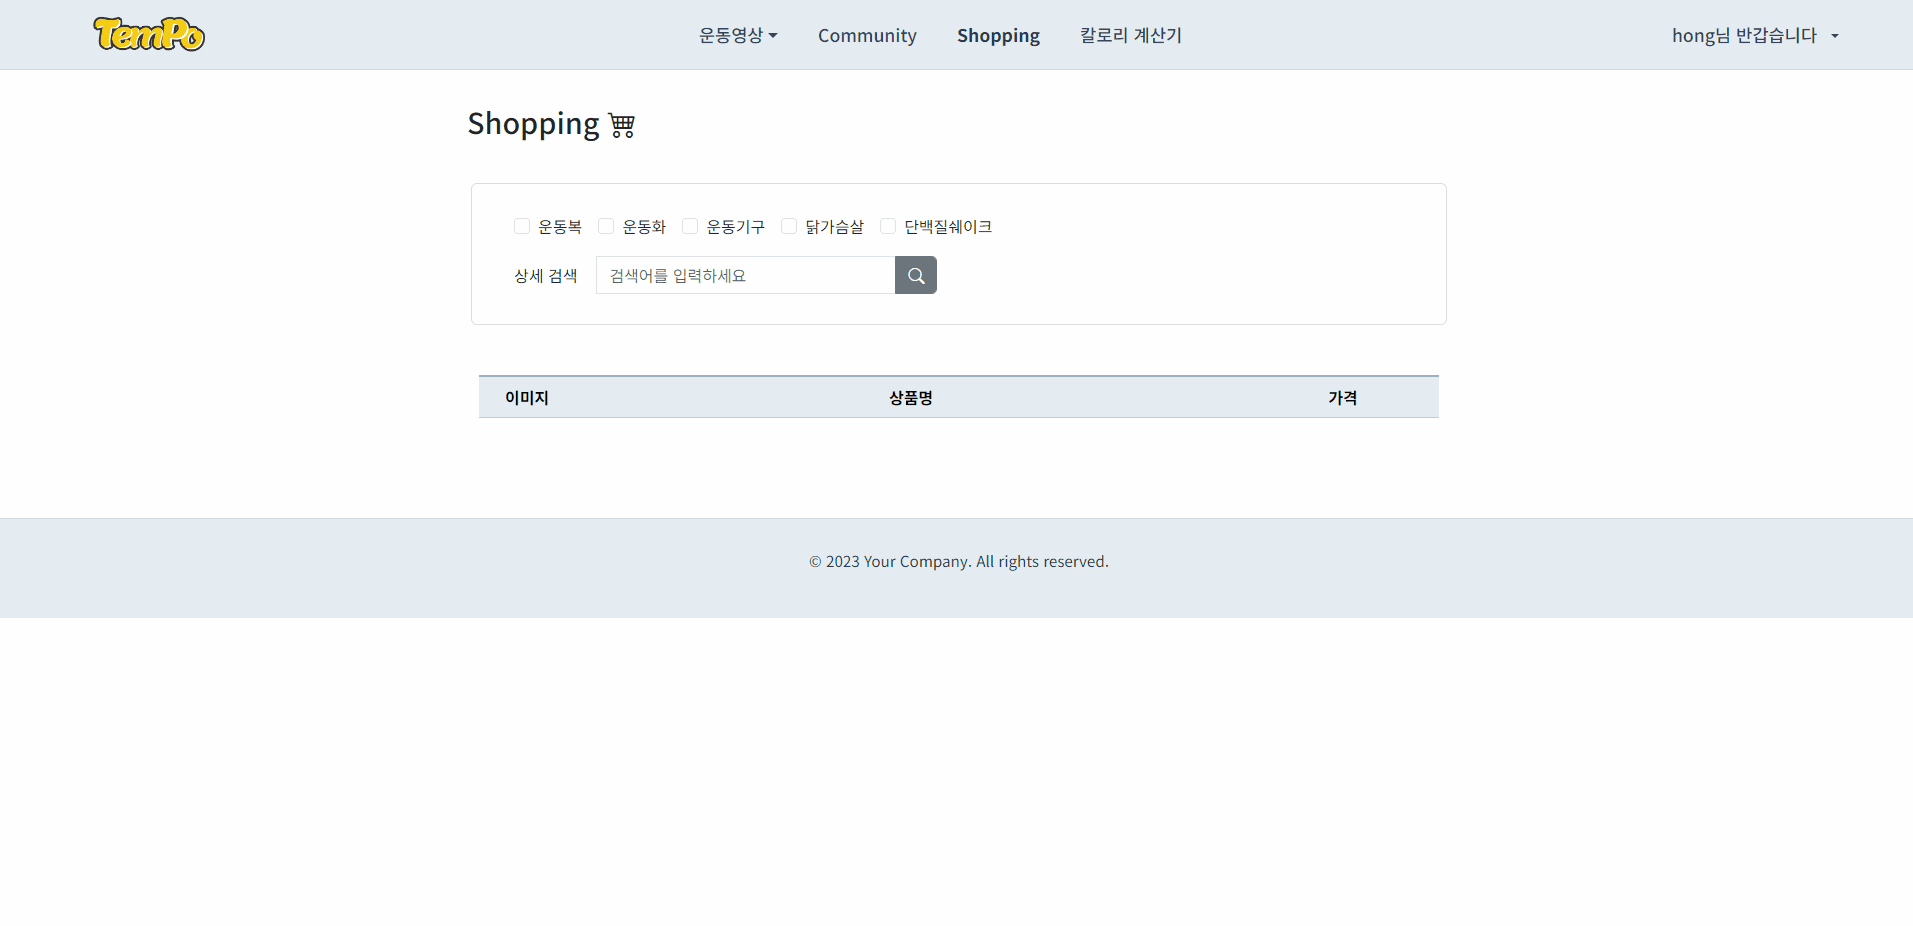 TemPo
운동영상 Community Shopping 칼로리 계산기 hong님 반갑습니다
Shopping
운동복 운동화 운동기구 닭가슴살 단백질쉐이크
상세 검색 검색어를 입력하세요
이미지 상품명 가격
© 2023 Your Company. All rights reserved.